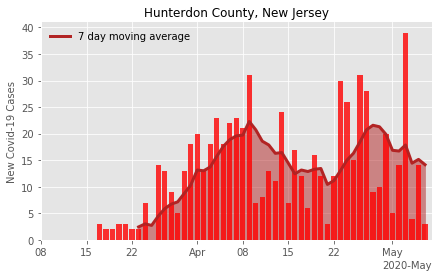 Hunterdon County, New Jersey
7 day moving average
New Covid-19 Cases
40
35
30
25
20
15
10
5
0
08 15 22 Apr 08 15 22 May
2020-May